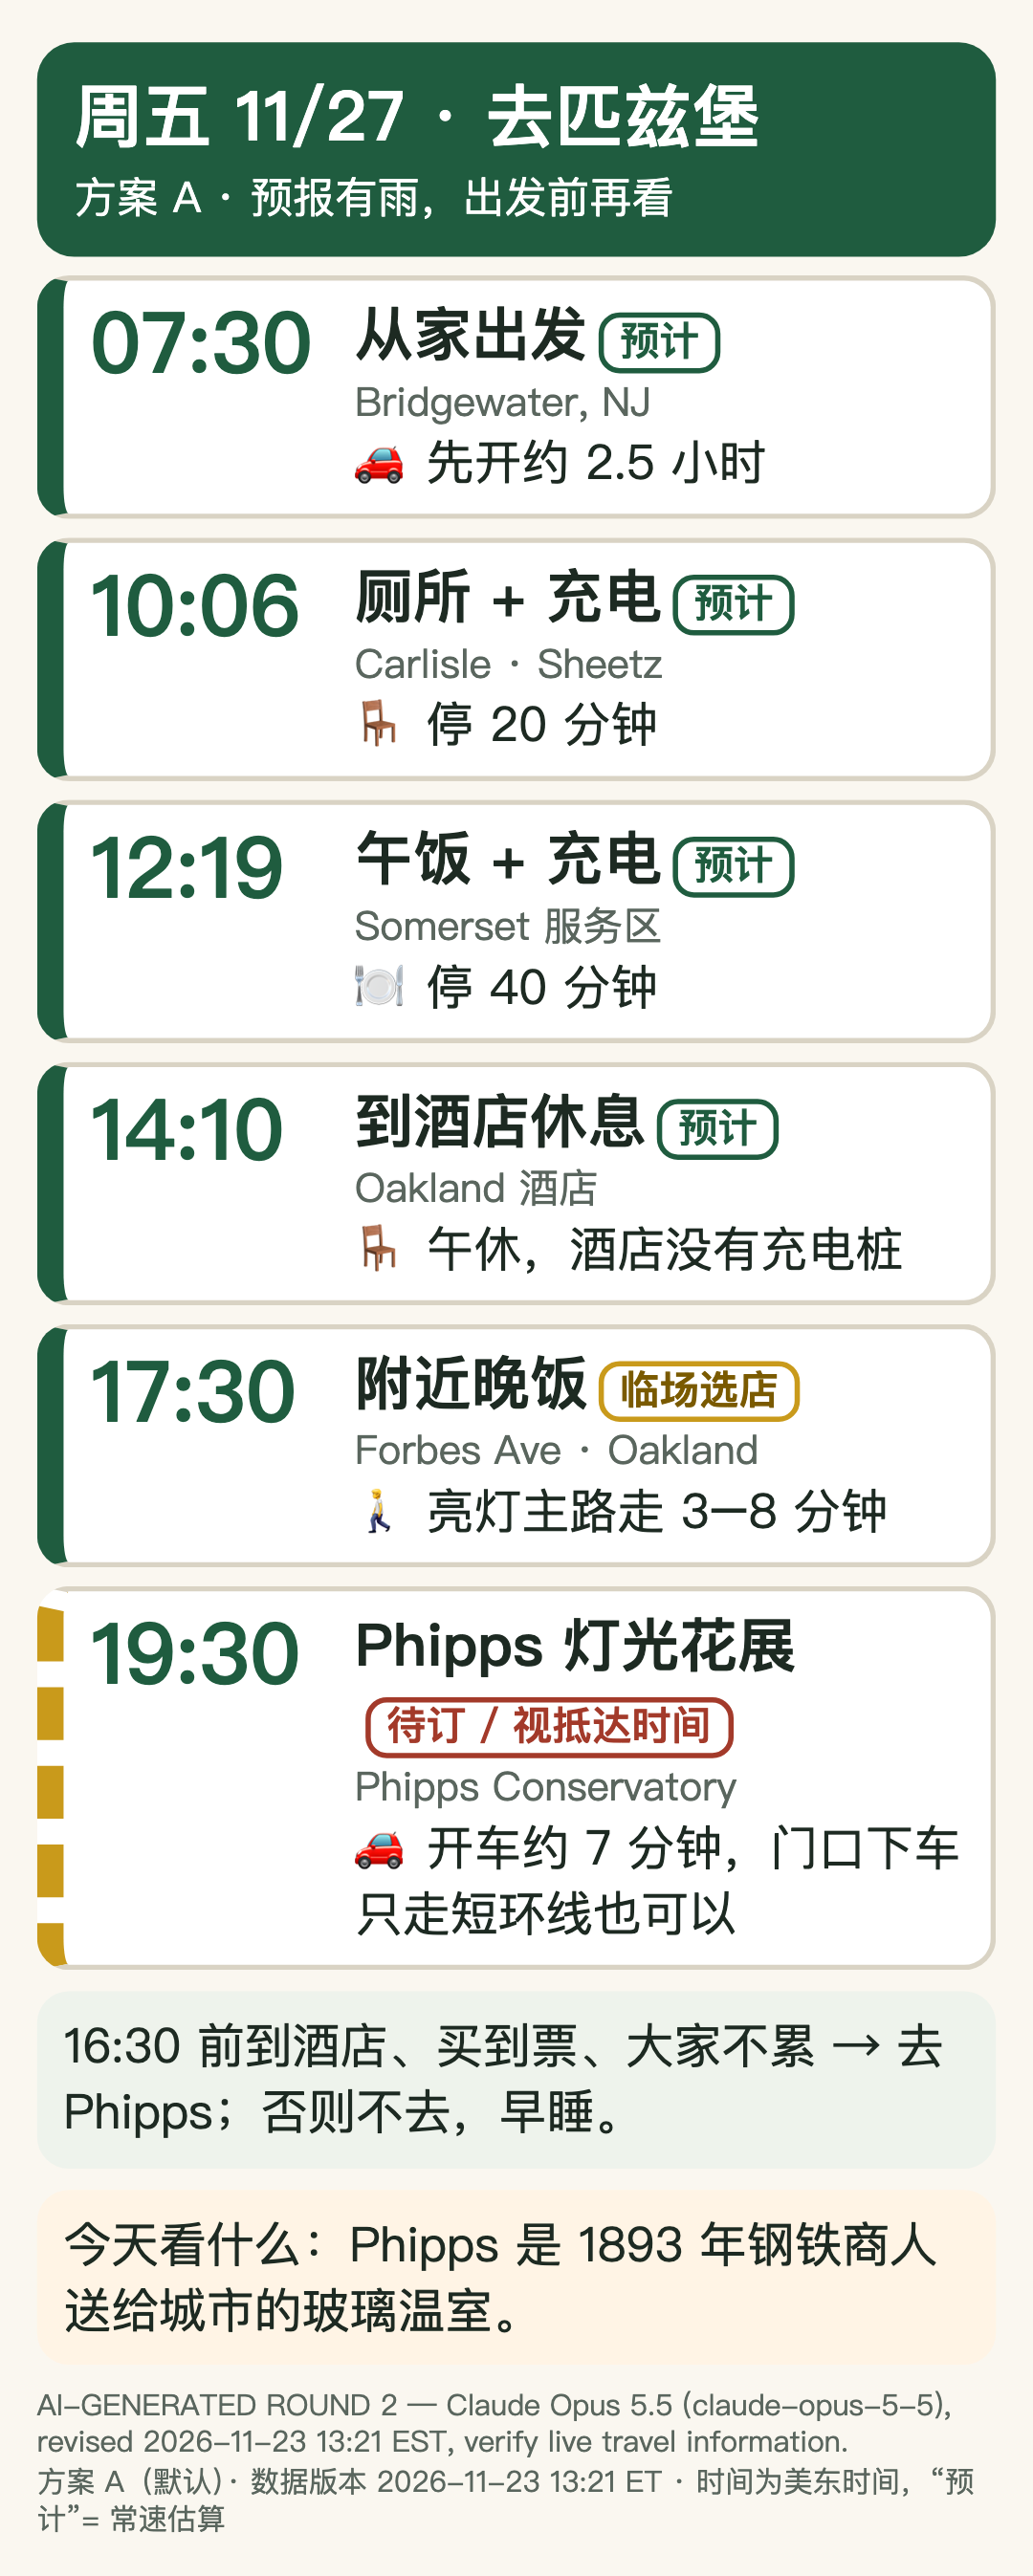 周五 11/27 · 去匹兹堡
方案 A · 预报有雨，出发前再看
07:30
从家出发 预计
Bridgewater, NJ
先开约 2.5 小时
10:06
厕所 + 充电 预计
Carlisle · Sheetz
停 20 分钟
12:19
午饭 + 充电 预计
Somerset 服务区
停 40 分钟
14:10
到酒店休息 预计
Oakland 酒店
午休，酒店没有充电桩
17:30
附近晚饭 临场选店
Forbes Ave · Oakland
亮灯主路走 3–8 分钟
19:30
Phipps 灯光花展
待订 / 视抵达时间
Phipps Conservatory
开车约 7 分钟，门口下车
只走短环线也可以
16:30 前到酒店、买到票、大家不累 → 去
Phipps；否则不去，早睡。
今天看什么：Phipps 是 1893 年钢铁商人
送给城市的玻璃温室。
AI-GENERATED ROUND 2 — Claude Opus 5.5 (claude-opus-5-5),
revised 2026-11-23 13:21 EST, verify live travel information.
方案 A（默认）· 数据版本 2026-11-23 13:21 ET · 时间为美东时间，“预
计”= 常速估算